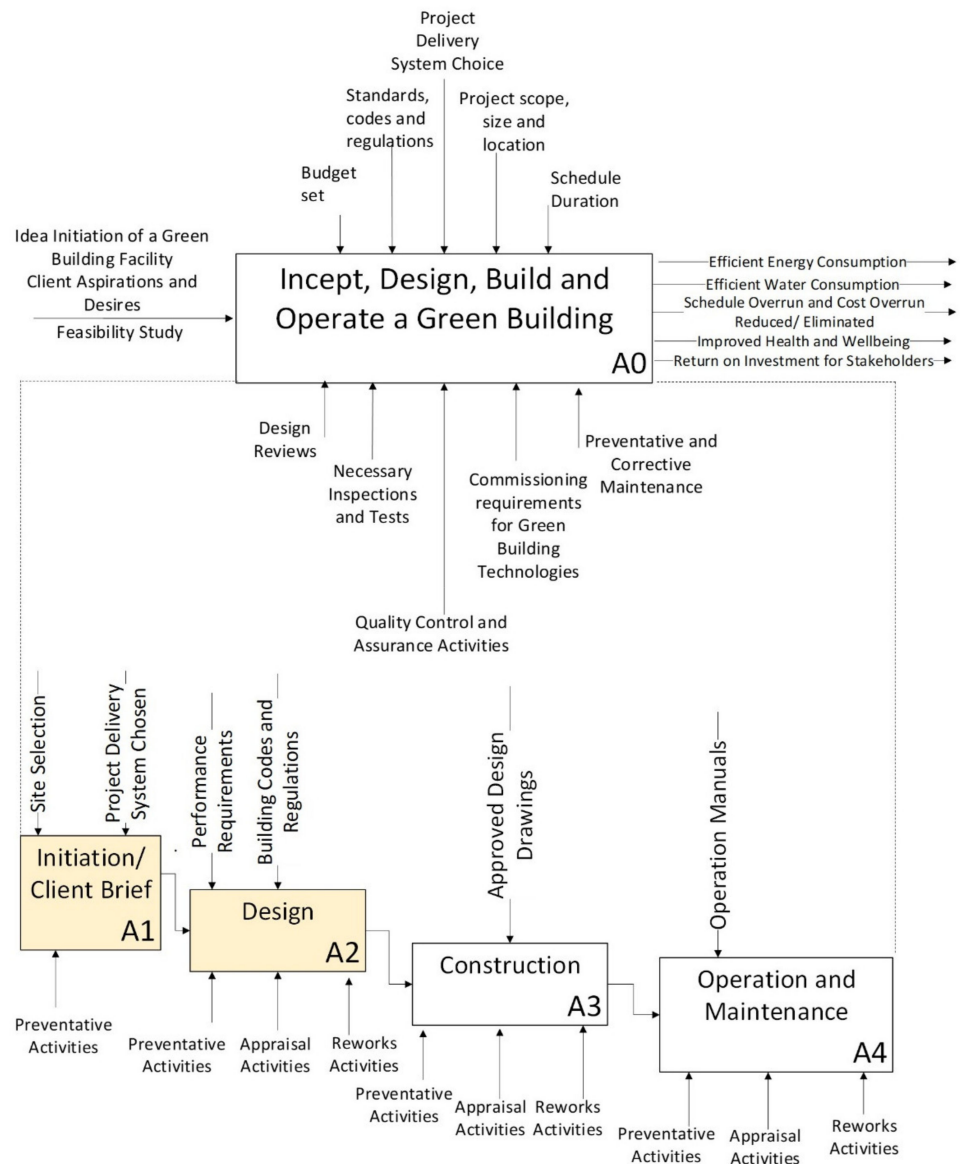 Project
Delivery
System Choice
Standards,
codes and
regulations
Project scope,
size and
location
Budget
set
Schedule
Duration
Idea Initiation of a Green
Building Facility
Client Aspirations and
Desires
Feasibility Study
Incept, Design, Build and
Operate a Green Building
A0
Efficient Energy Consumption
Efficient Water Consumption
Schedule Overrun and Cost Overrun
Reduced/ Eliminated
Improved Health and Wellbeing
Return on Investment for Stakeholders
Design
Reviews
Necessary
Inspections
and Tests
Quality Control and
Assurance Activities
Commissioning
requirements
for Green
Building
Technologies
Preventative and
Corrective
Maintenance
Site Selection
Project Delivery
System Chosen
Performance
Requirements
Building Codes and
Regulations
Approved Design
Drawings
Operation Manuals
Initiation/
Client Brief
A1
Design
A2
Construction
A3
Operation and
Maintenance
A4
Preventative
Activities
Preventative
Activities
Appraisal
Activities
Reworks
Activities
Preventative
Activities
Appraisal
Activities
Reworks
Activities
Preventative
Activities
Appraisal
Activities
Reworks
Activities